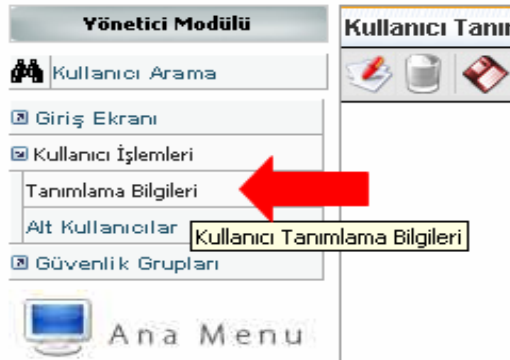 Yönetici Modülü
Kullanıcı Arama
Giriş Ekranı
Kullanıcı İşlemleri
Tanımlama Bilgileri
Alt Kullanıcılar
Kullanıcı Tanımlama Bilgileri
Güvenlik Grupları
Ana Menu
Kullanıcı Tanı